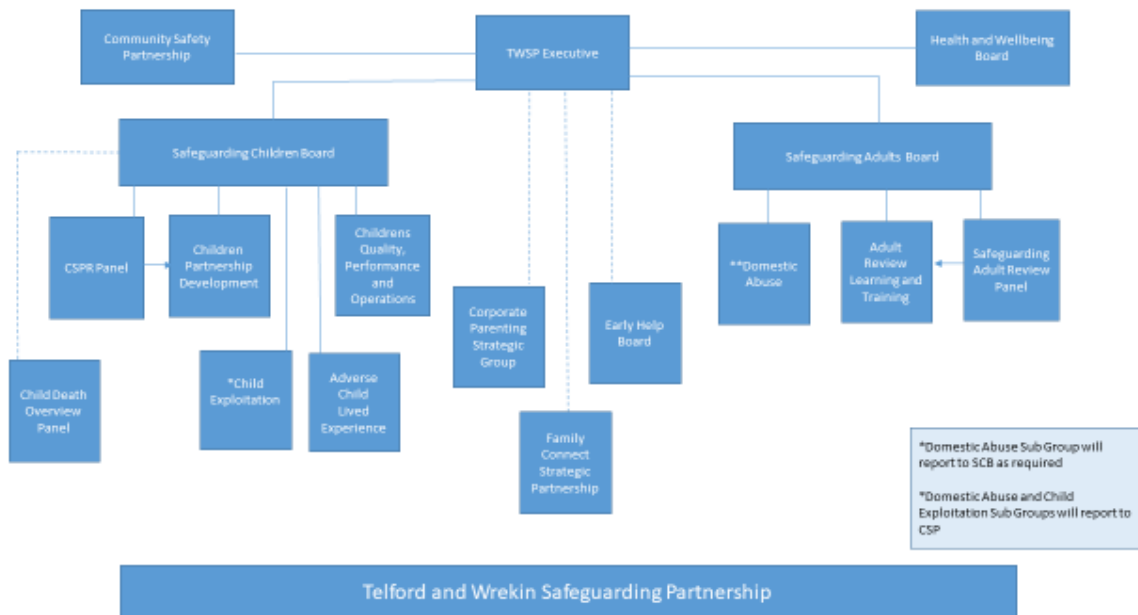 Community Safety
Partnership
TWSP Executive
Health and Wellbeing
Board
Safeguarding Children Board
Safeguarding Adults Board
CSPR Panel
Children
Partnership
Development
Childrens
Quality,
Performance
and
Operations
**Domestic
Abuse
Adult
Review
Learning and
Training
Safeguarding
Adult Review
Panel
Corporate
Parenting
Strategic
Group
Early Help
Board
Child Death
Overview
Panel
*Child
Exploitation
Adverse
Child
Lived
Experience
Family
Connect
Strategic
Partnership
*Domestic Abuse Sub Group will
report to SCB as required
*Domestic Abuse and Child
Exploitation Sub Groups will report to
CSP
Telford and Wrekin Safeguarding Partnership